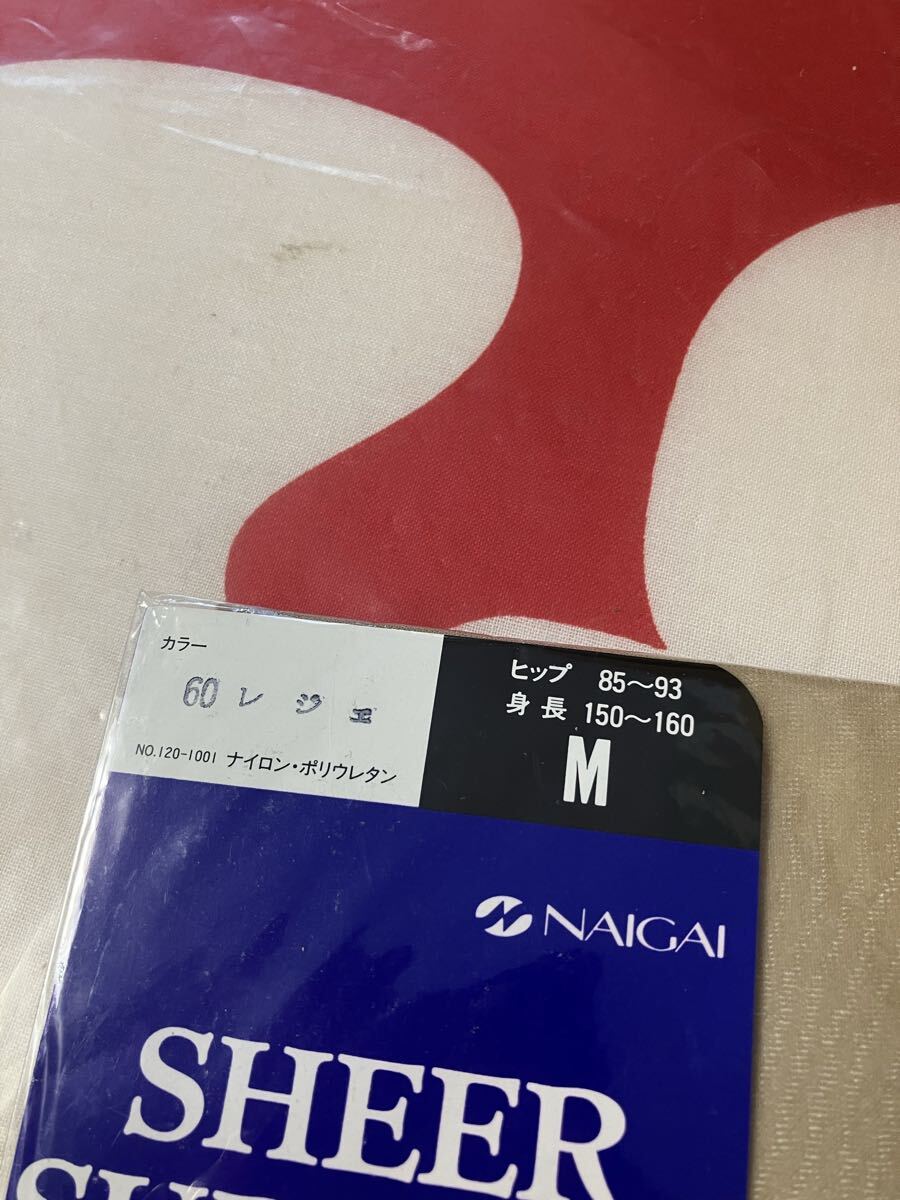 カラー
60 レジェ
NO.120-1001 ナイロン・ポリウレタン
ヒップ 85～93
身長 150～160
M
NAIGAI
SHEER